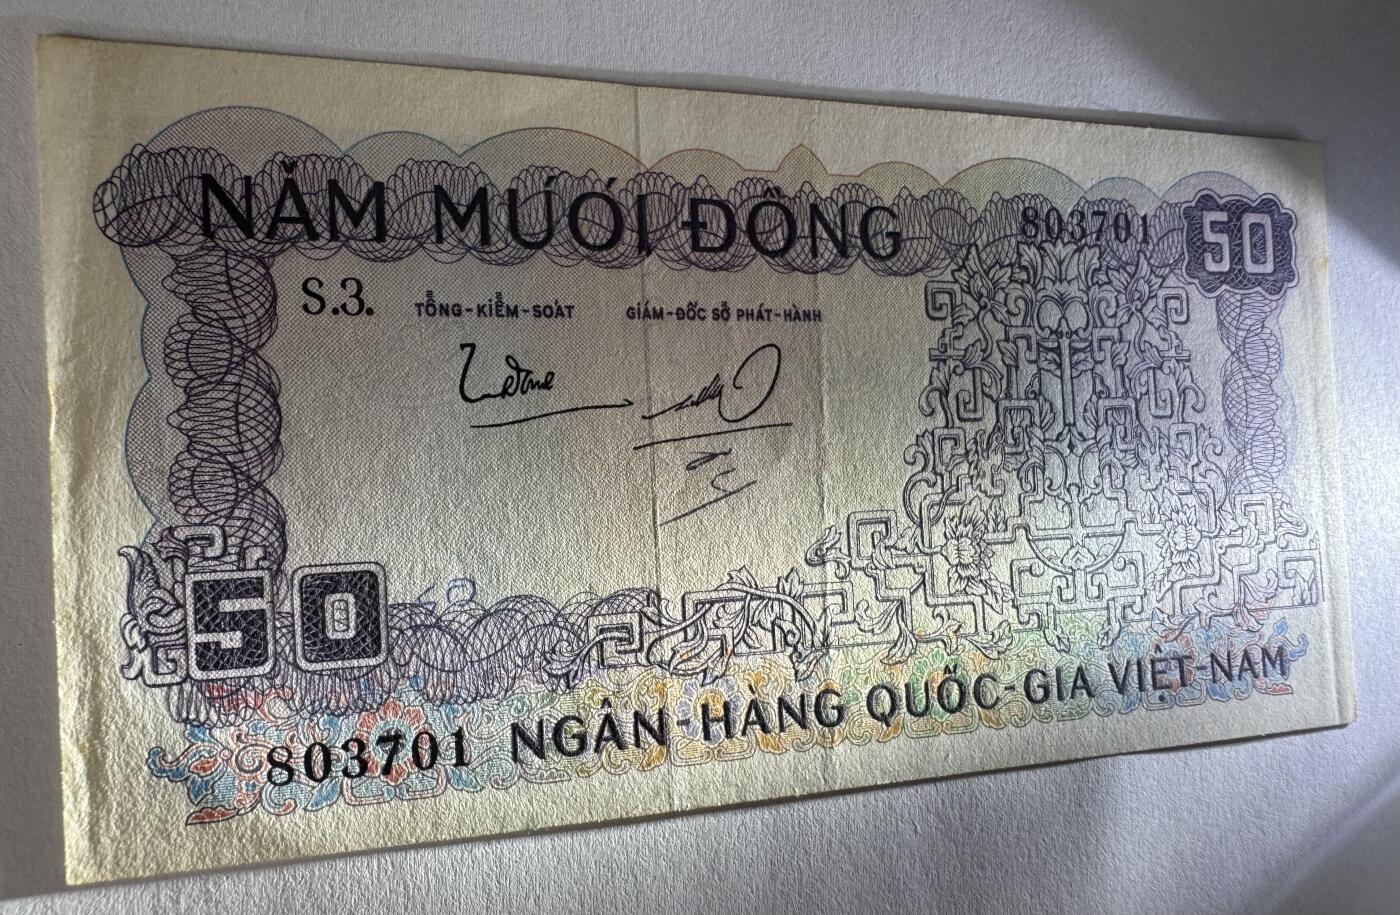 NĂM MƯƠI ĐỒNG
803701
50
S.3.
TỔNG-KIỂM-SOÁT
GIÁM-ĐỐC SỞ PHÁT-HÀNH
50
803701
NGÂN-HÀNG QUỐC-GIA VIỆT-NAM